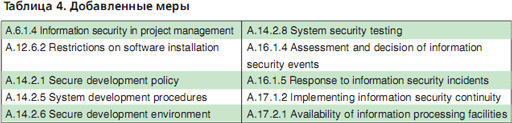 Таблица 4. Добавленные меры
A.6.1.4 Information security in project management
A.14.2.8 System security testing
A.12.6.2 Restrictions on software installation
A.16.1.4 Assessment and decision of information
security events
A.14.2.1 Secure development policy
A.16.1.5 Response to information security incidents
A.14.2.5 System development procedures
A.17.1.2 Implementing information security continuity
A.14.2.6 Secure development environment
A.17.2.1 Availability of information processing facilities